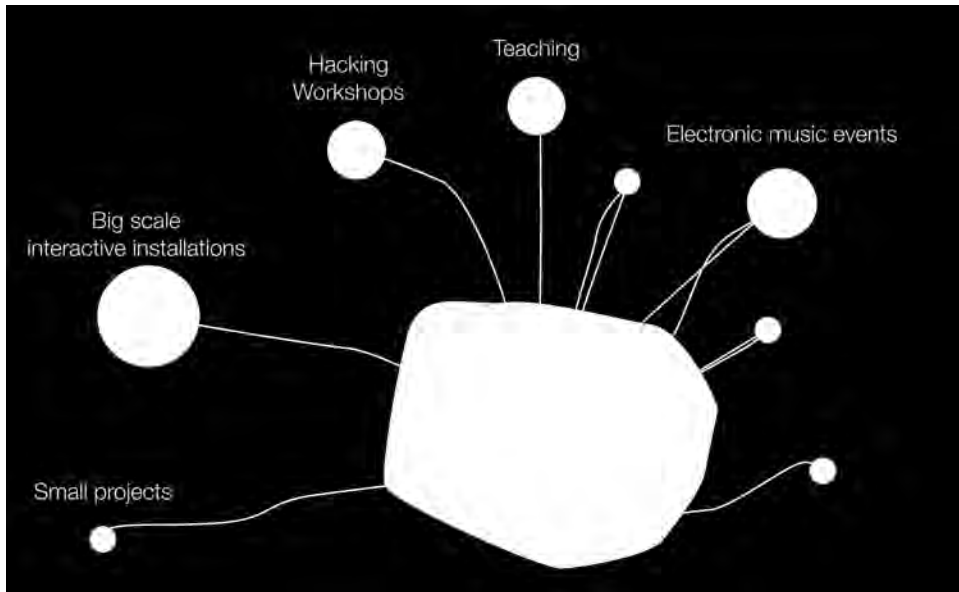 Teaching
Hacking
Workshops
Electronic music events
Big scale
interactive installations
Small projects